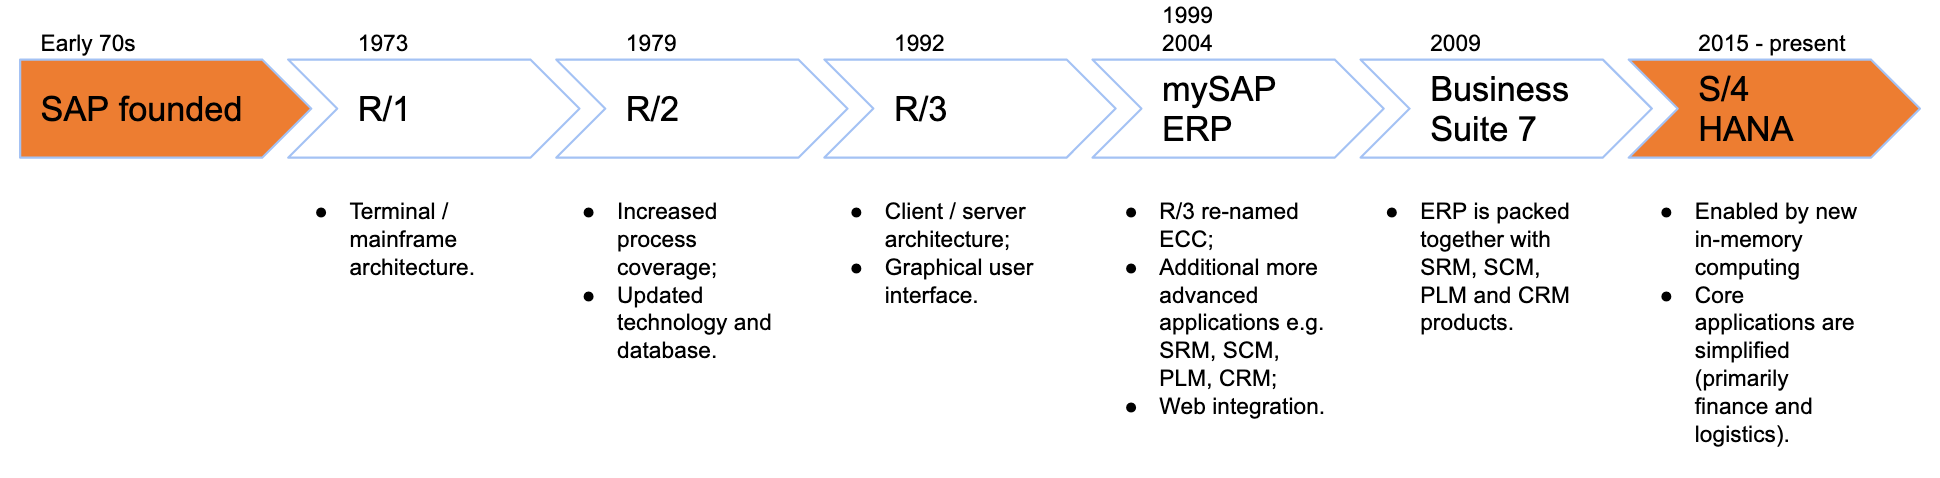 Early 70s
SAP founded
1973
R/1
● Terminal /
mainframe
architecture.
1979
R/2
● Increased
process
coverage;
● Updated
technology and
database.
1992
R/3
● Client / server
architecture;
● Graphical user
interface.
1999
2004
mySAP
ERP
● R/3 re-named
ECC;
● Additional more
advanced
applications e.g.
SRM, SCM,
PLM, CRM;
● Web integration.
2009
Business
Suite 7
● ERP is packed
together with
SRM, SCM,
PLM and CRM
products.
2015 - present
S/4
HANA
● Enabled by new
in-memory
computing
● Core
applications are
simplified
(primarily
finance and
logistics).